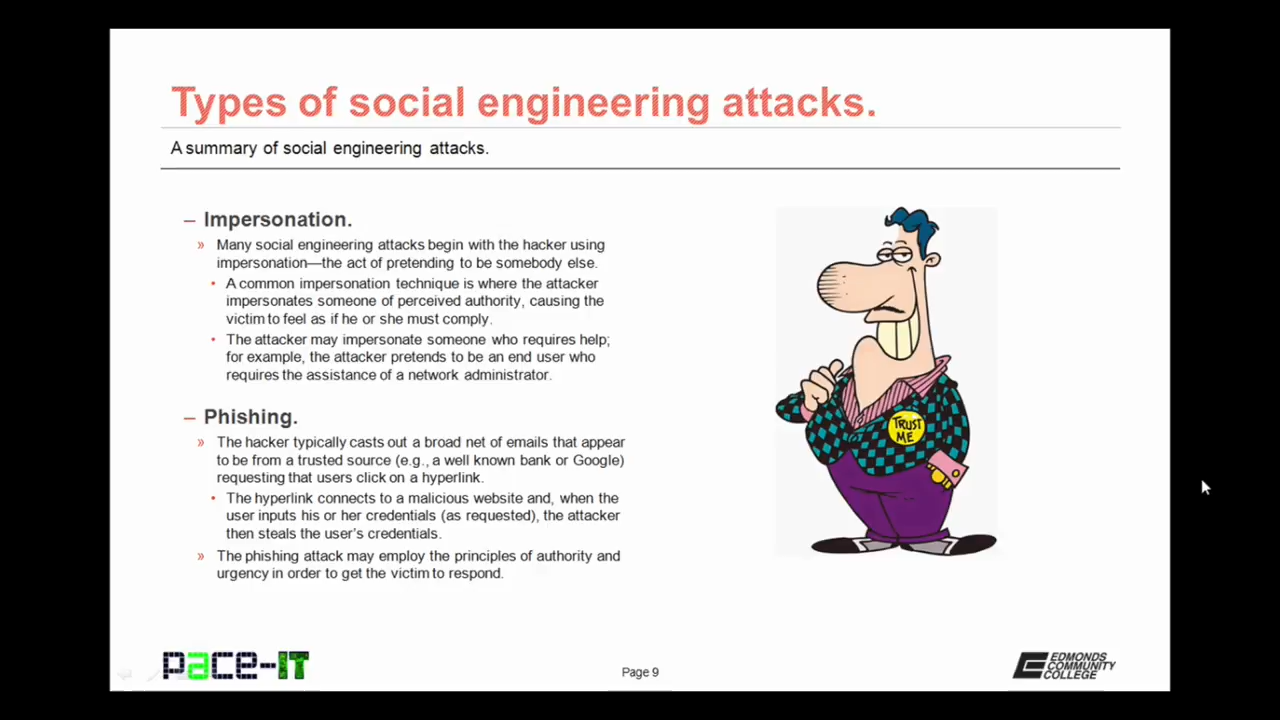 Types of social engineering attacks.
A summary of social engineering attacks.
– Impersonation.
» Many social engineering attacks begin with the hacker using
impersonation—the act of pretending to be somebody else.
• A common impersonation technique is where the attacker
impersonates someone of perceived authority, causing the
victim to feel as if he or she must comply.
• The attacker may impersonate someone who requires help;
for example, the attacker pretends to be an end user who
requires the assistance of a network administrator.
– Phishing.
» The hacker typically casts out a broad net of emails that appear
to be from a trusted source (e.g., a well known bank or Google)
requesting that users click on a hyperlink.
• The hyperlink connects to a malicious website and, when the
user inputs his or her credentials (as requested), the attacker
then steals the user's credentials.
» The phishing attack may employ the principles of authority and
urgency in order to get the victim to respond.
TRUST
ME
pace-IT
Page 9
EDMONDS
COMMUNITY
COLLEGE